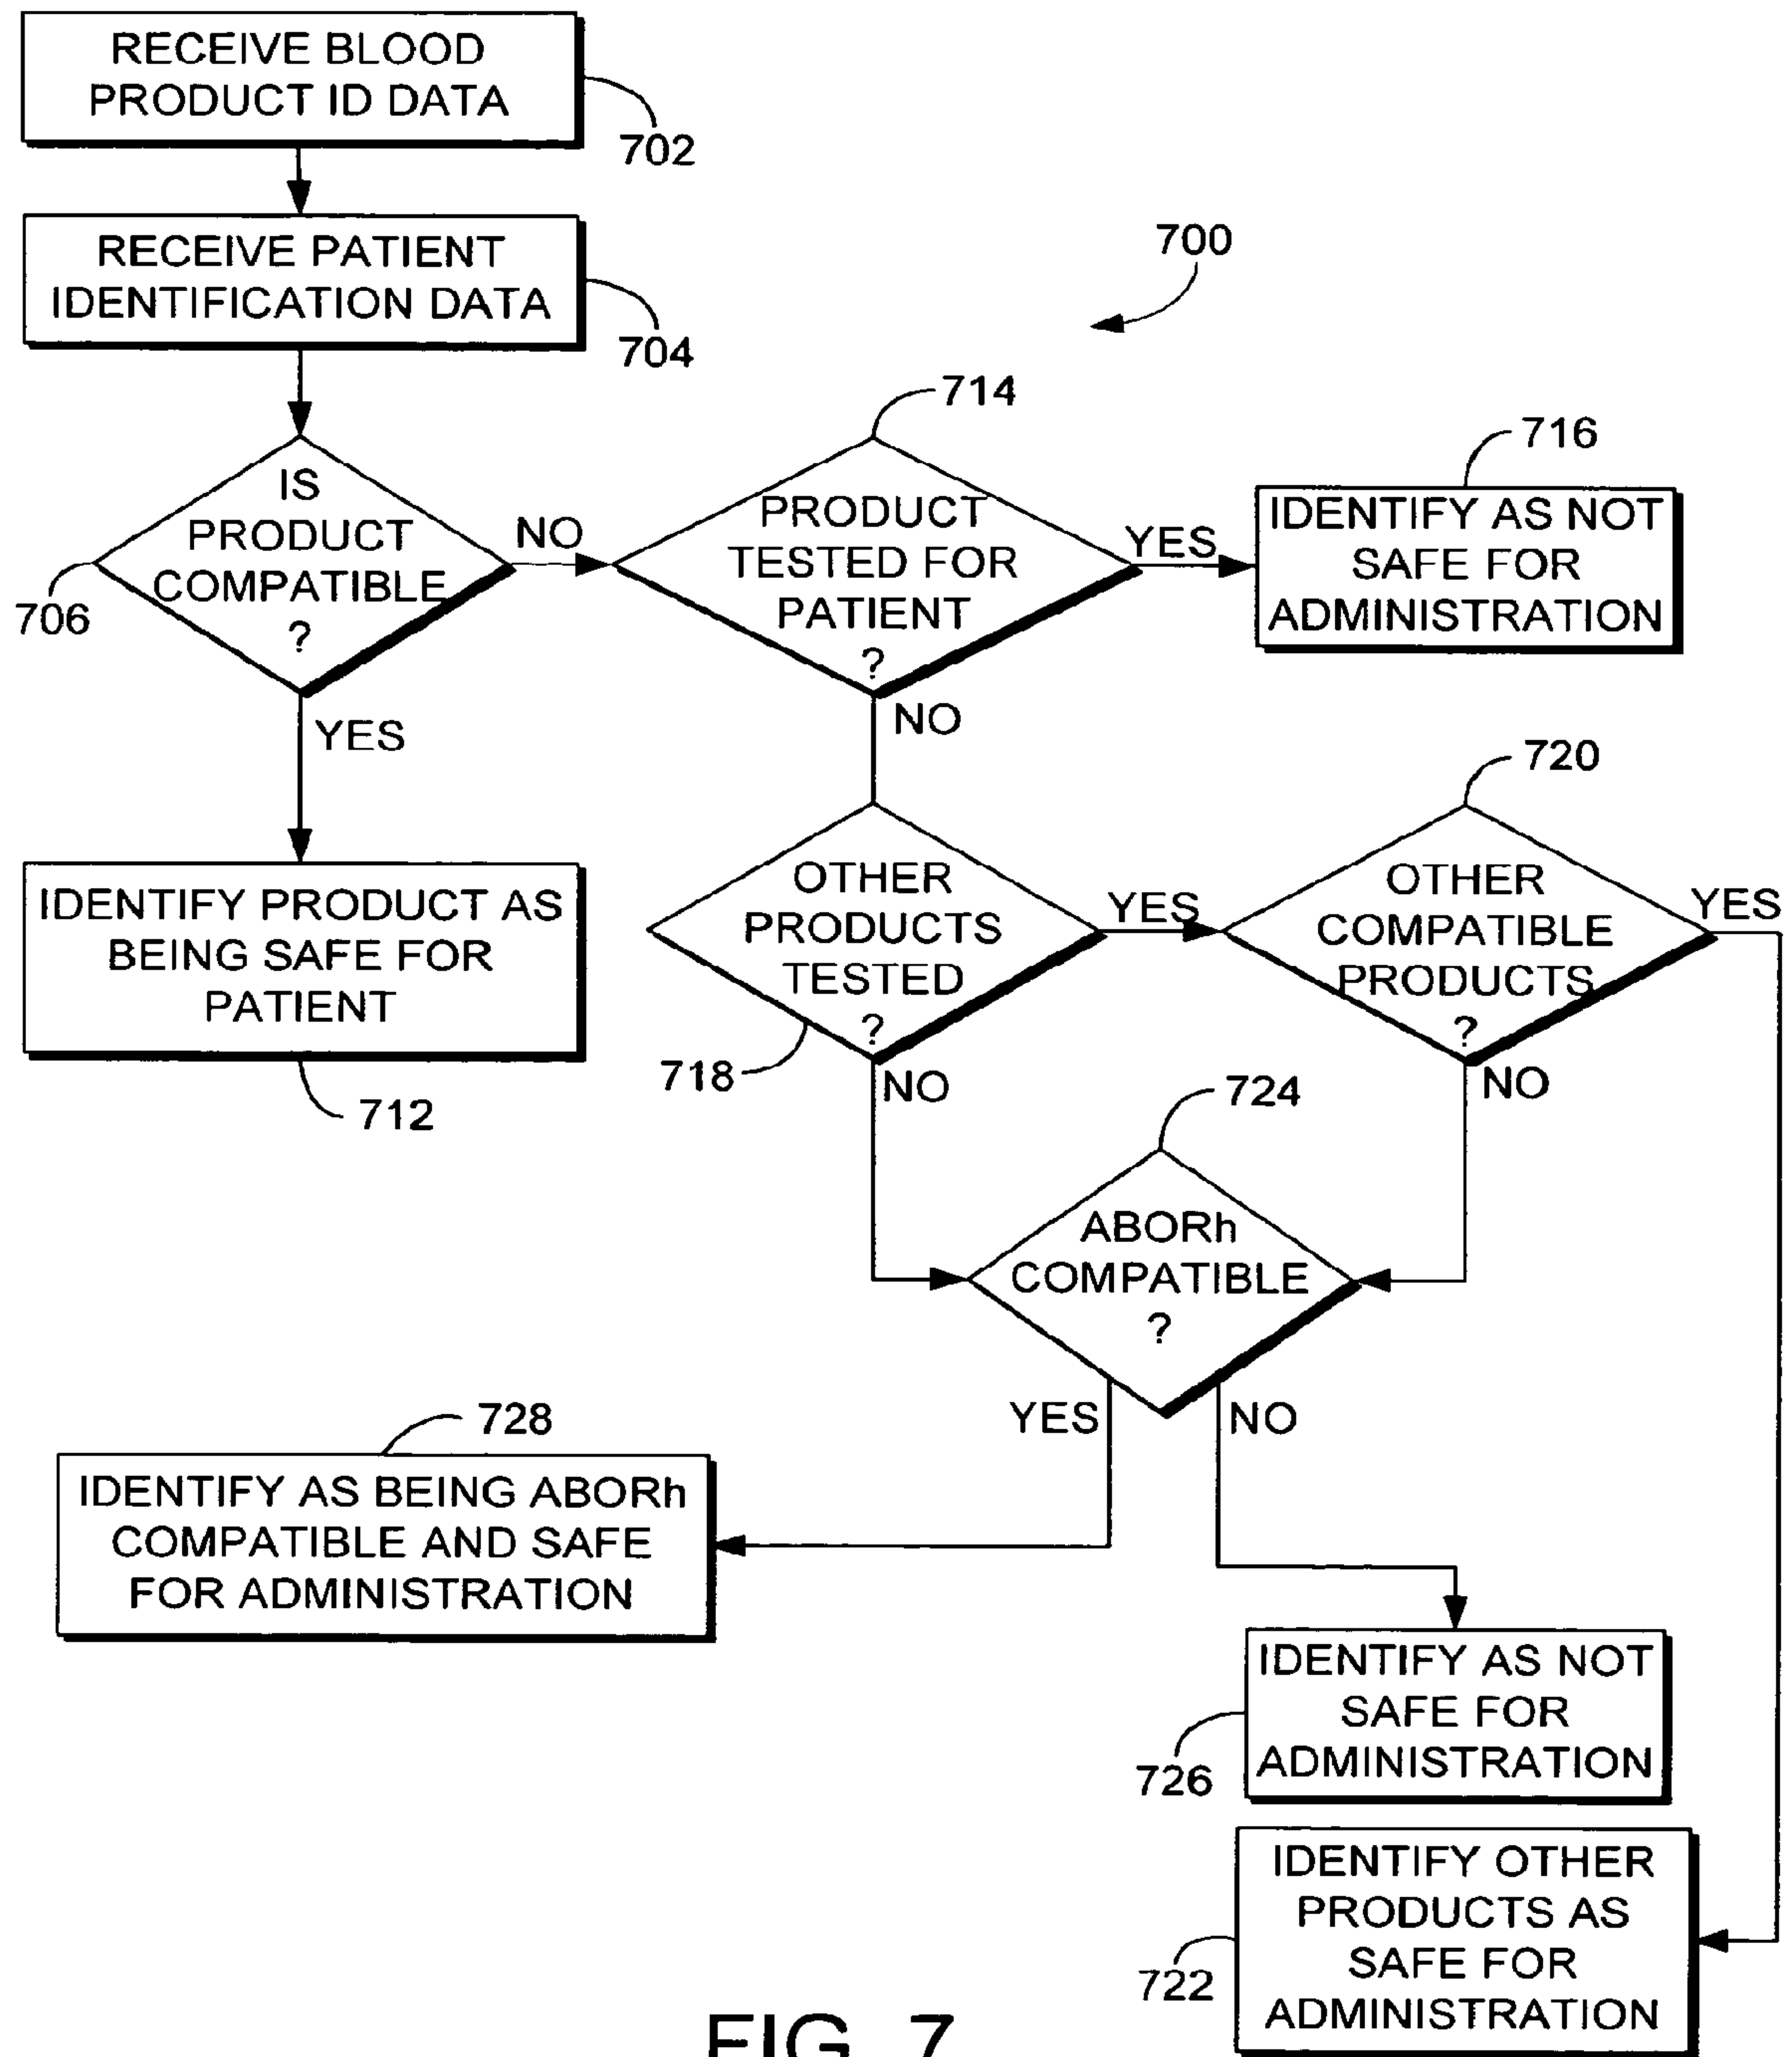 RECEIVE BLOOD
PRODUCT ID DATA
702
RECEIVE PATIENT
IDENTIFICATION DATA
704
700
IS
PRODUCT
COMPATIBLE
?
706
NO
YES
714
PRODUCT
TESTED FOR
PATIENT
?
YES
NO
716
IDENTIFY AS NOT
SAFE FOR
ADMINISTRATION
IDENTIFY PRODUCT AS
BEING SAFE FOR
PATIENT
712
OTHER
PRODUCTS
TESTED
?
718
YES
NO
720
OTHER
COMPATIBLE
PRODUCTS
?
YES
NO
724
ABORh
COMPATIBLE
?
YES
NO
728
IDENTIFY AS BEING ABORh
COMPATIBLE AND SAFE
FOR ADMINISTRATION
IDENTIFY AS NOT
SAFE FOR
ADMINISTRATION
726
IDENTIFY OTHER
PRODUCTS AS
SAFE FOR
ADMINISTRATION
722
FIG. 7